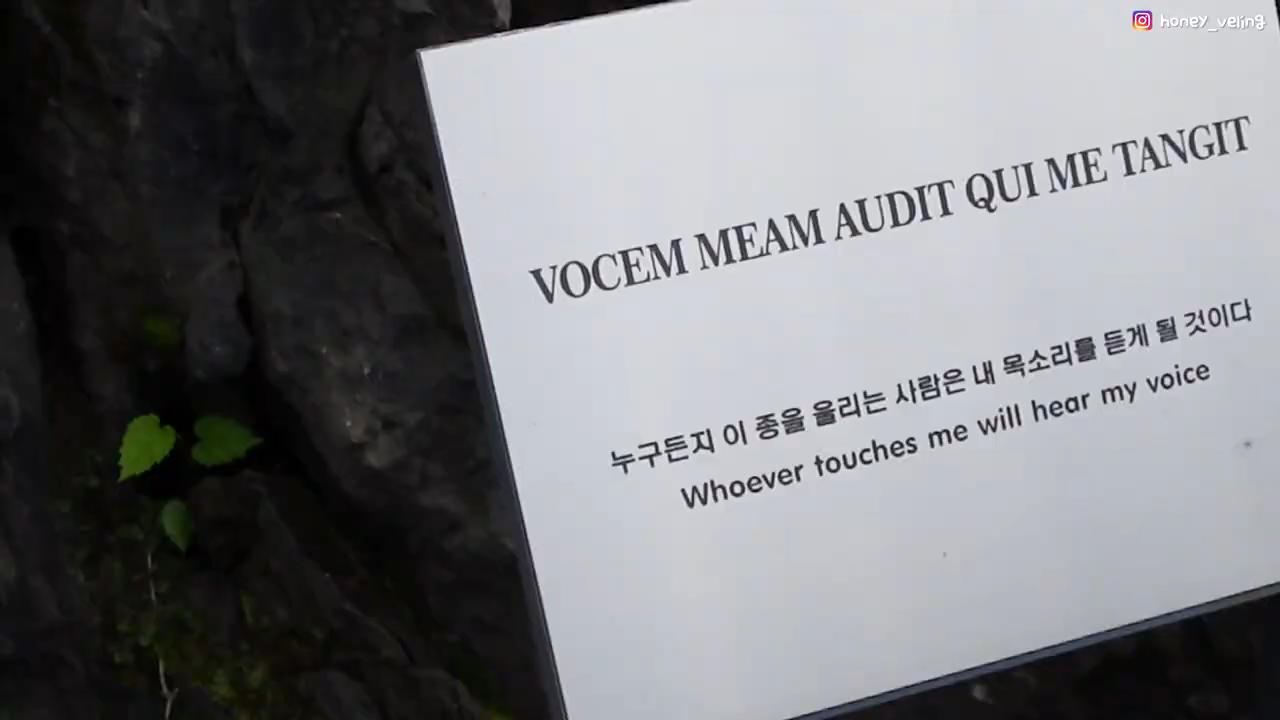 honey_veling
VOCEM MEAM AUDIT QUI ME TANGIT
누구든지 이 종을 울리는 사람은 내 목소리를 듣게 될 것이다
Whoever touches me will hear my voice